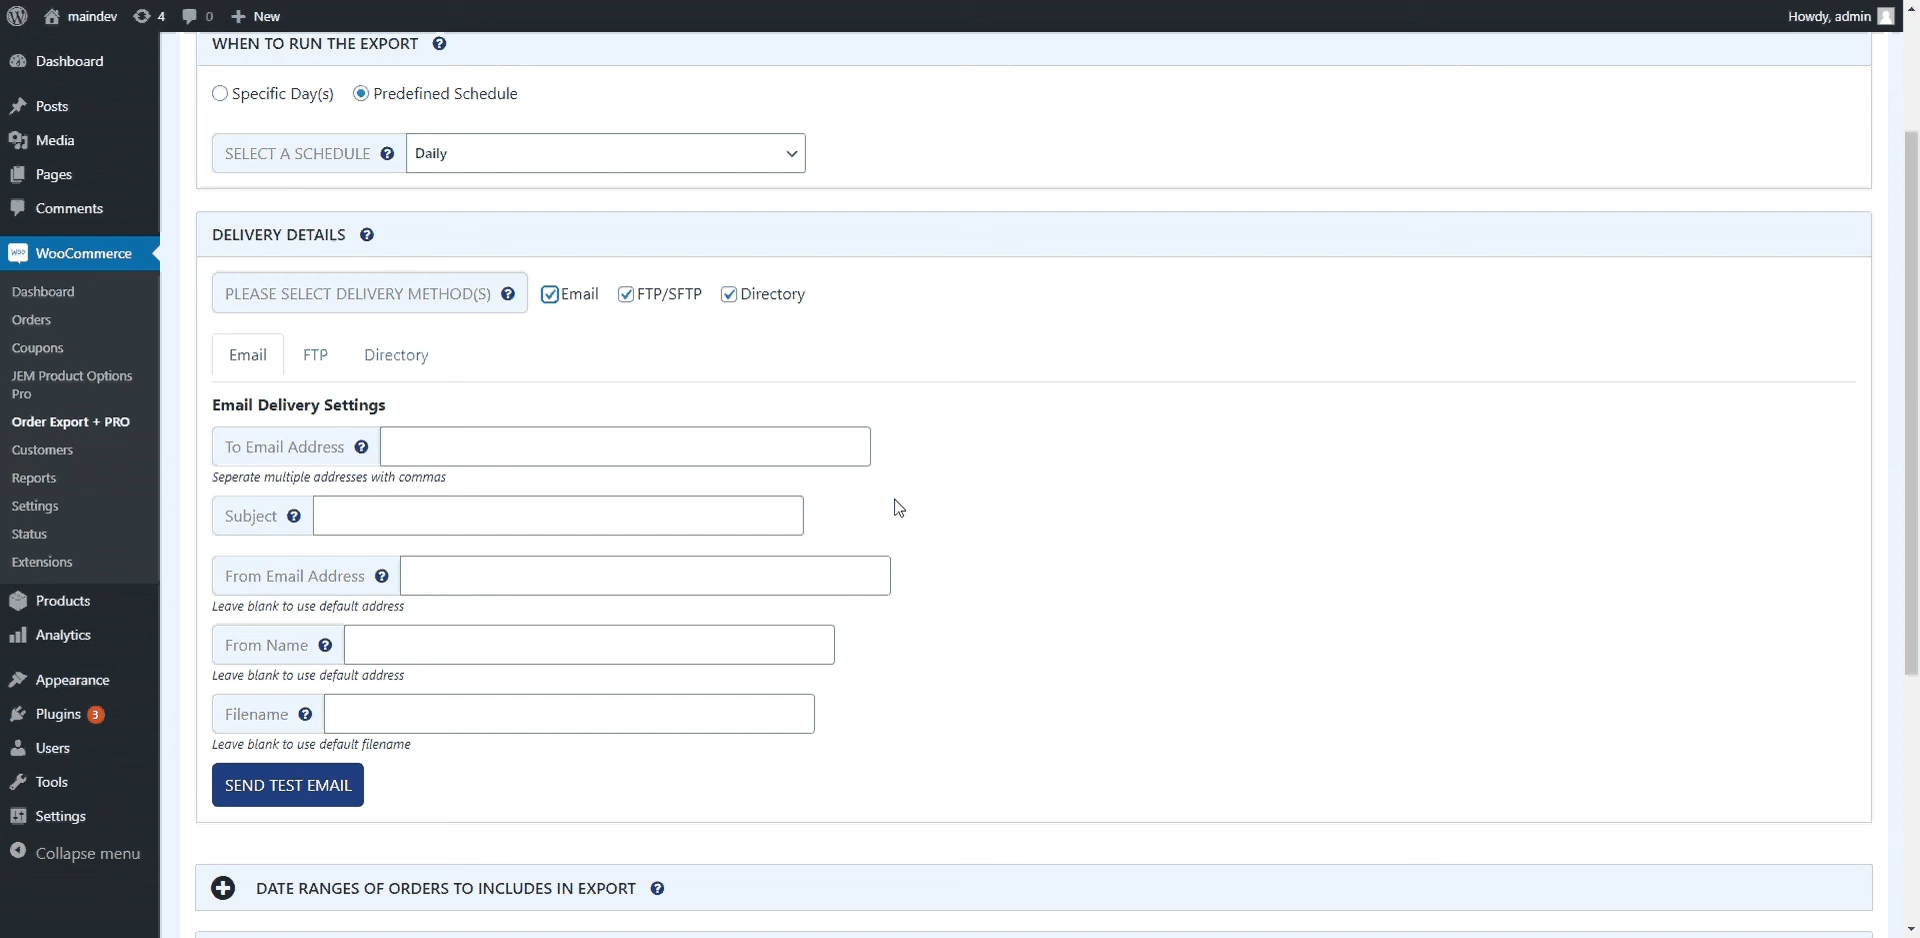 maindev 4 0 New Howdy, admin
Dashboard
Posts
Media
Pages
Comments
WooCommerce
Dashboard
Orders
Coupons
JEM Product Options
Pro
Order Export + PRO
Customers
Reports
Settings
Status
Extensions
Products
Analytics
Appearance
Plugins 3
Users
Tools
Settings
Collapse menu
WHEN TO RUN THE EXPORT ?
Specific Day(s) Predefined Schedule
SELECT A SCHEDULE ? Daily
DELIVERY DETAILS ?
PLEASE SELECT DELIVERY METHOD(S) ? Email FTP/SFTP Directory
Email FTP Directory
Email Delivery Settings
To Email Address ?
Seperate multiple addresses with commas
Subject ?
From Email Address ?
Leave blank to use default address
From Name ?
Leave blank to use default address
Filename ?
Leave blank to use default filename
SEND TEST EMAIL
DATE RANGES OF ORDERS TO INCLUDES IN EXPORT ?